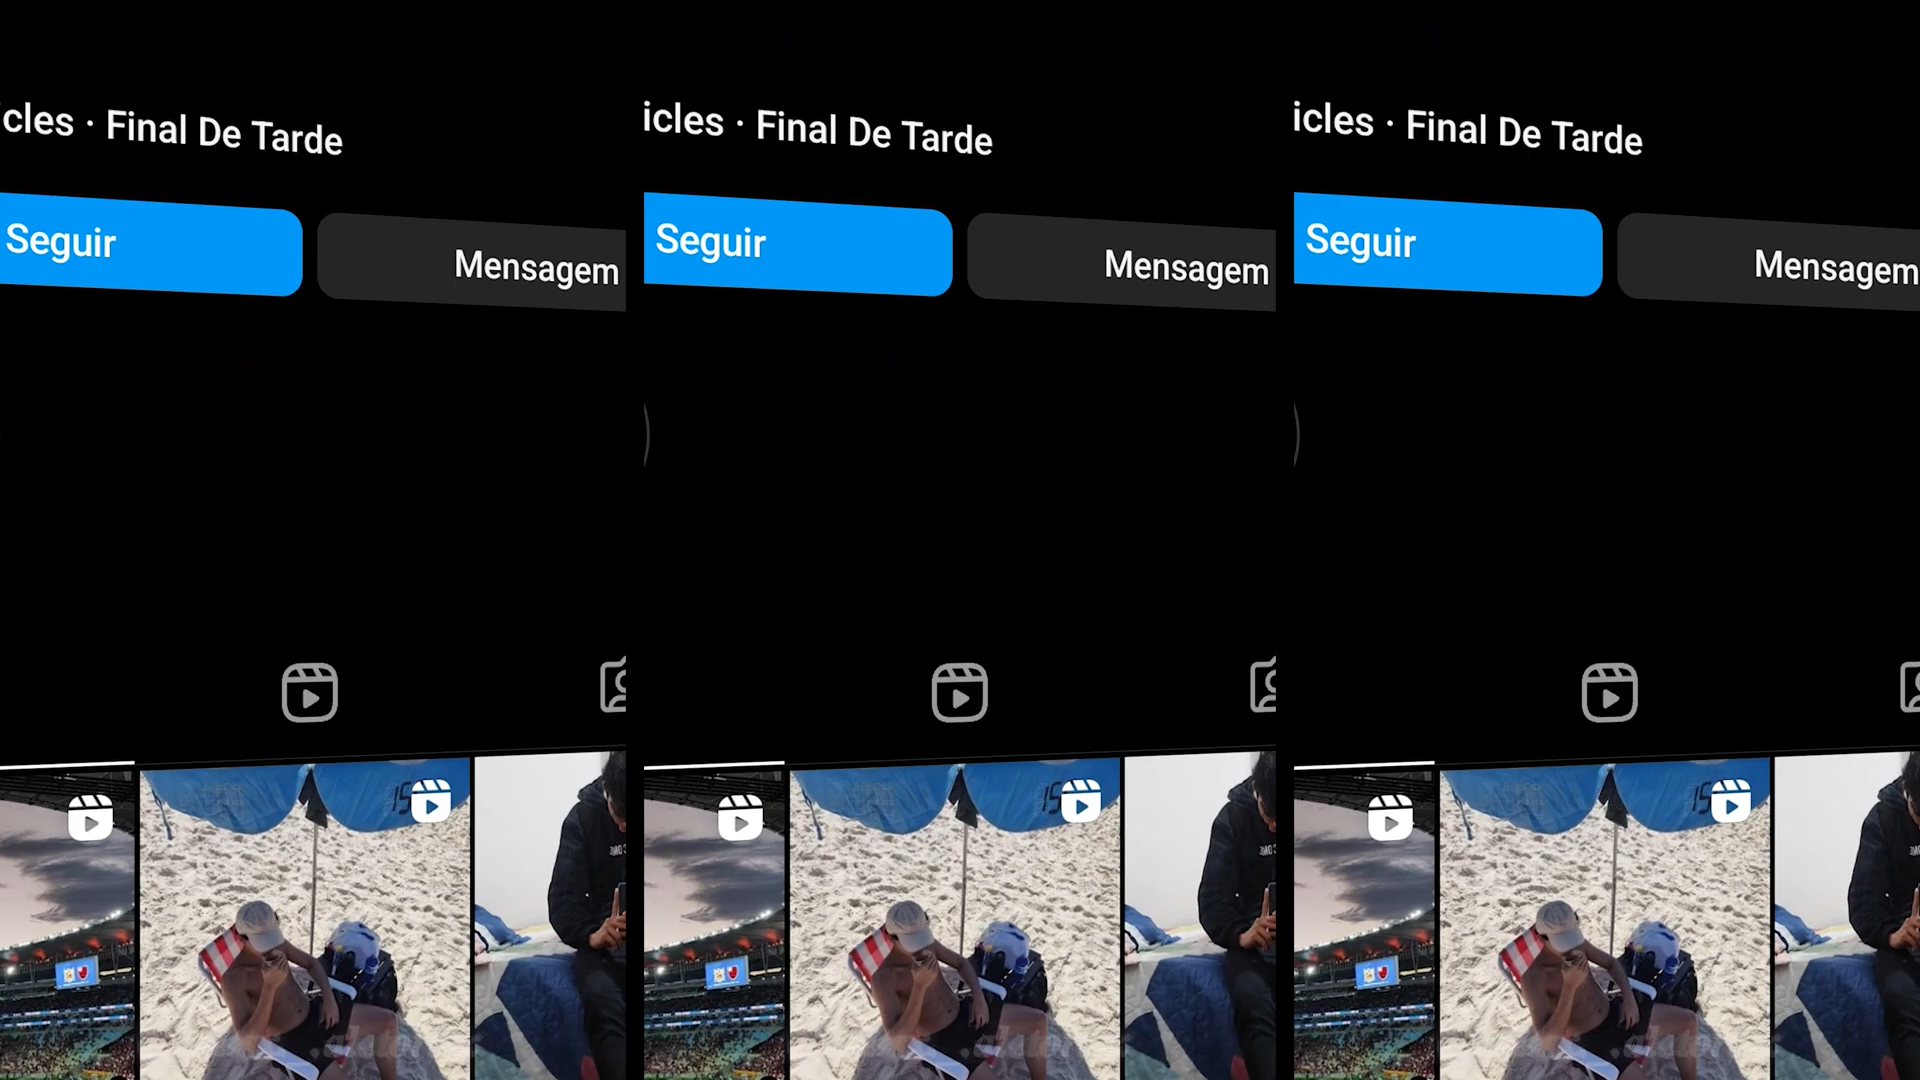 cles · Final De Tarde
icles · Final De Tarde
icles · Final De Tarde
Seguir
Mensagem
Seguir
Mensagem
Seguir
Mensagem